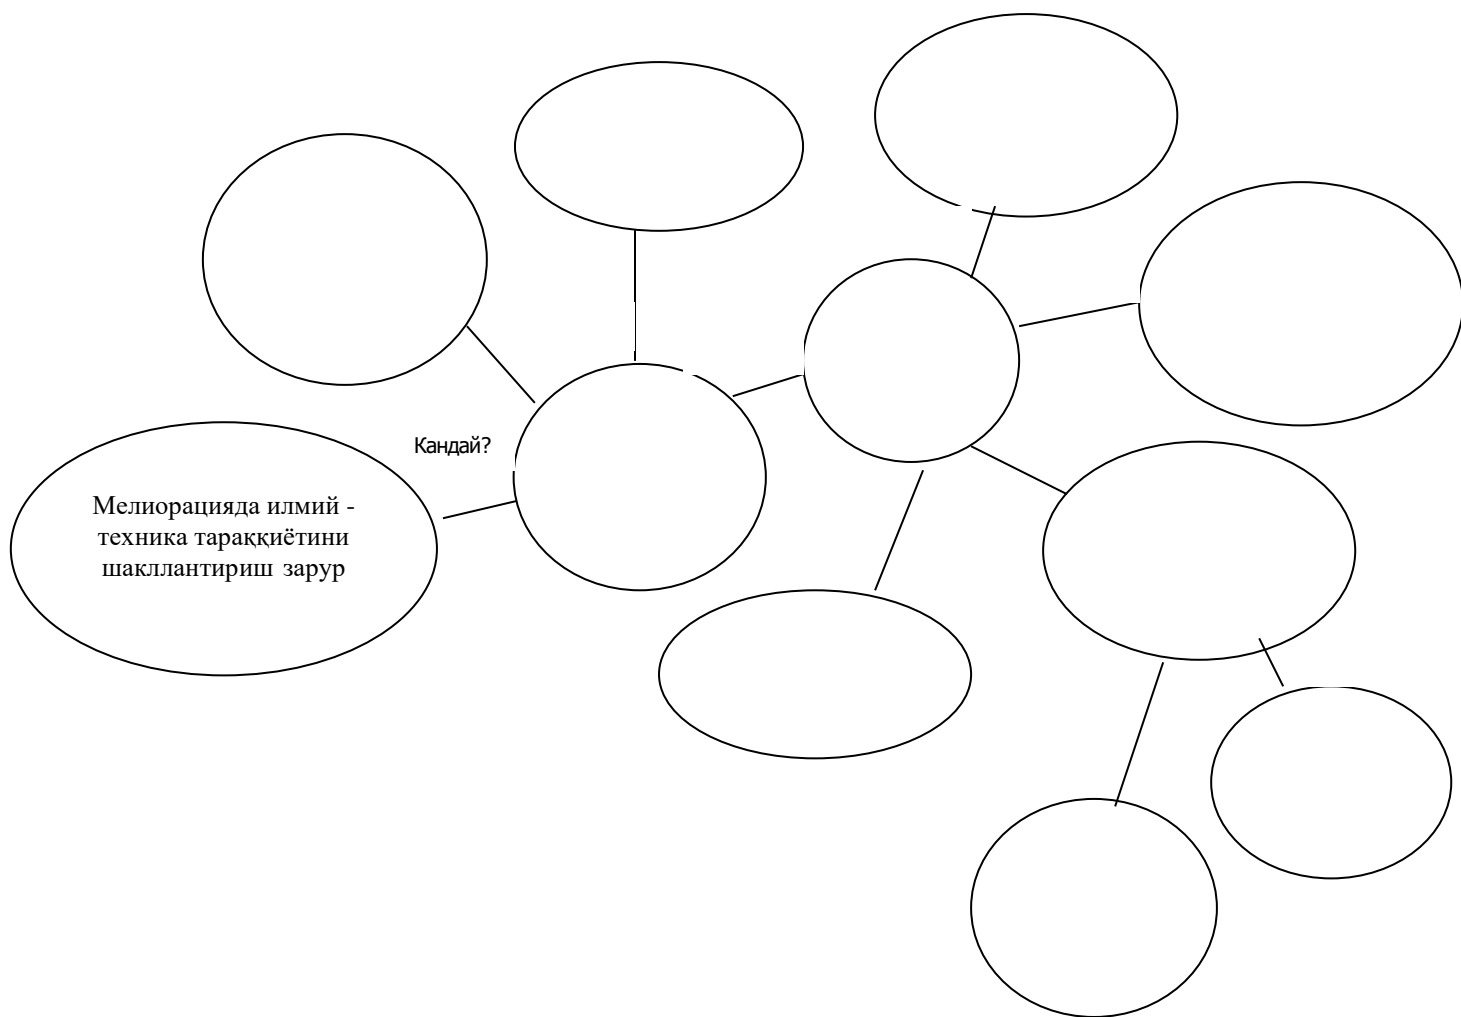 Кандай?
Мелиорацияда илмий -
техника тараққиётини
шакллантириш зарур